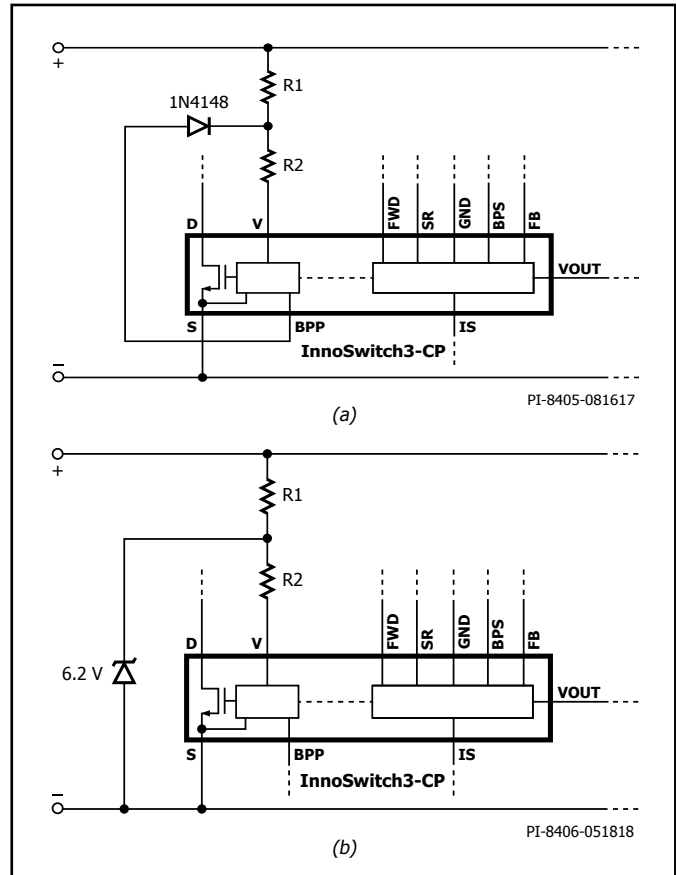 +
R1
1N4148
R2
D
V
FWD
SR
GND
BPS
FB
VOUT
S
BPP
IS
InnoSwitch3-CP
–
PI-8405-081617
(a)
+
R1
R2
D
V
FWD
SR
GND
BPS
FB
6.2 V
VOUT
S
BPP
IS
InnoSwitch3-CP
–
PI-8406-051818
(b)